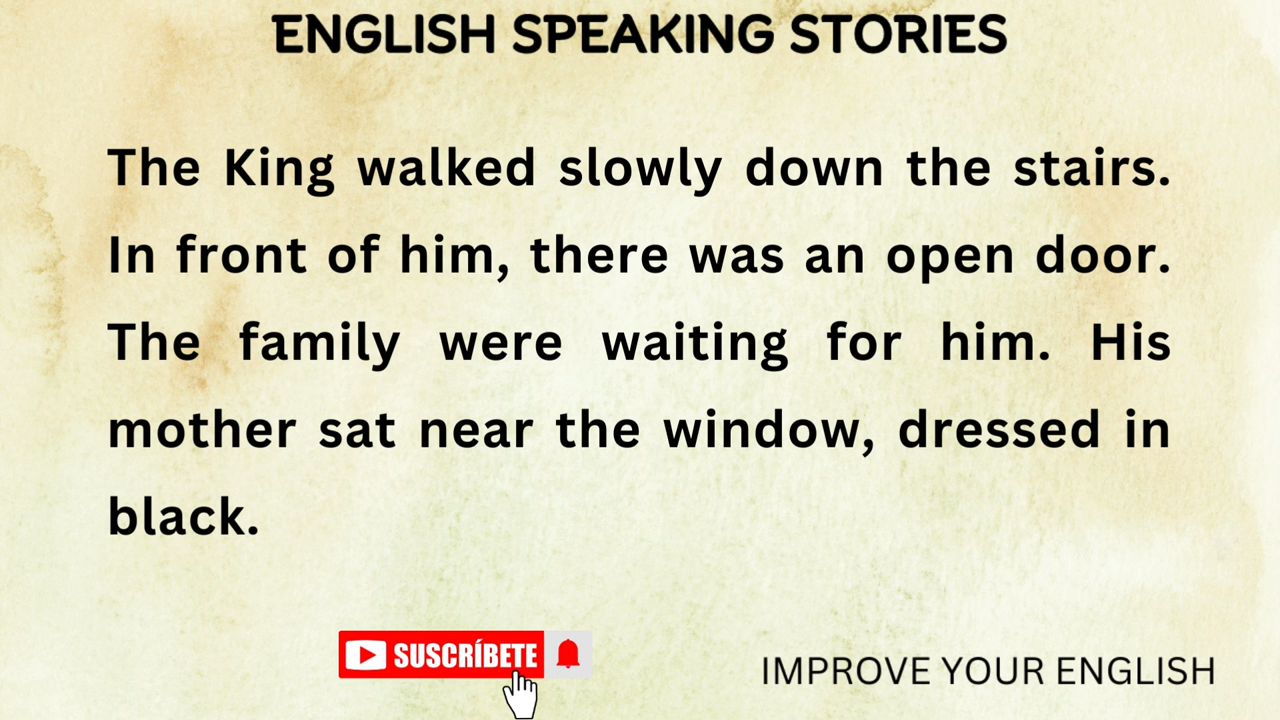 ENGLISH SPEAKING STORIES
The King walked slowly down the stairs.
In front of him, there was an open door.
The family were waiting for him. His
mother sat near the window, dressed in
black.
SUSCRÍBETE
IMPROVE YOUR ENGLISH